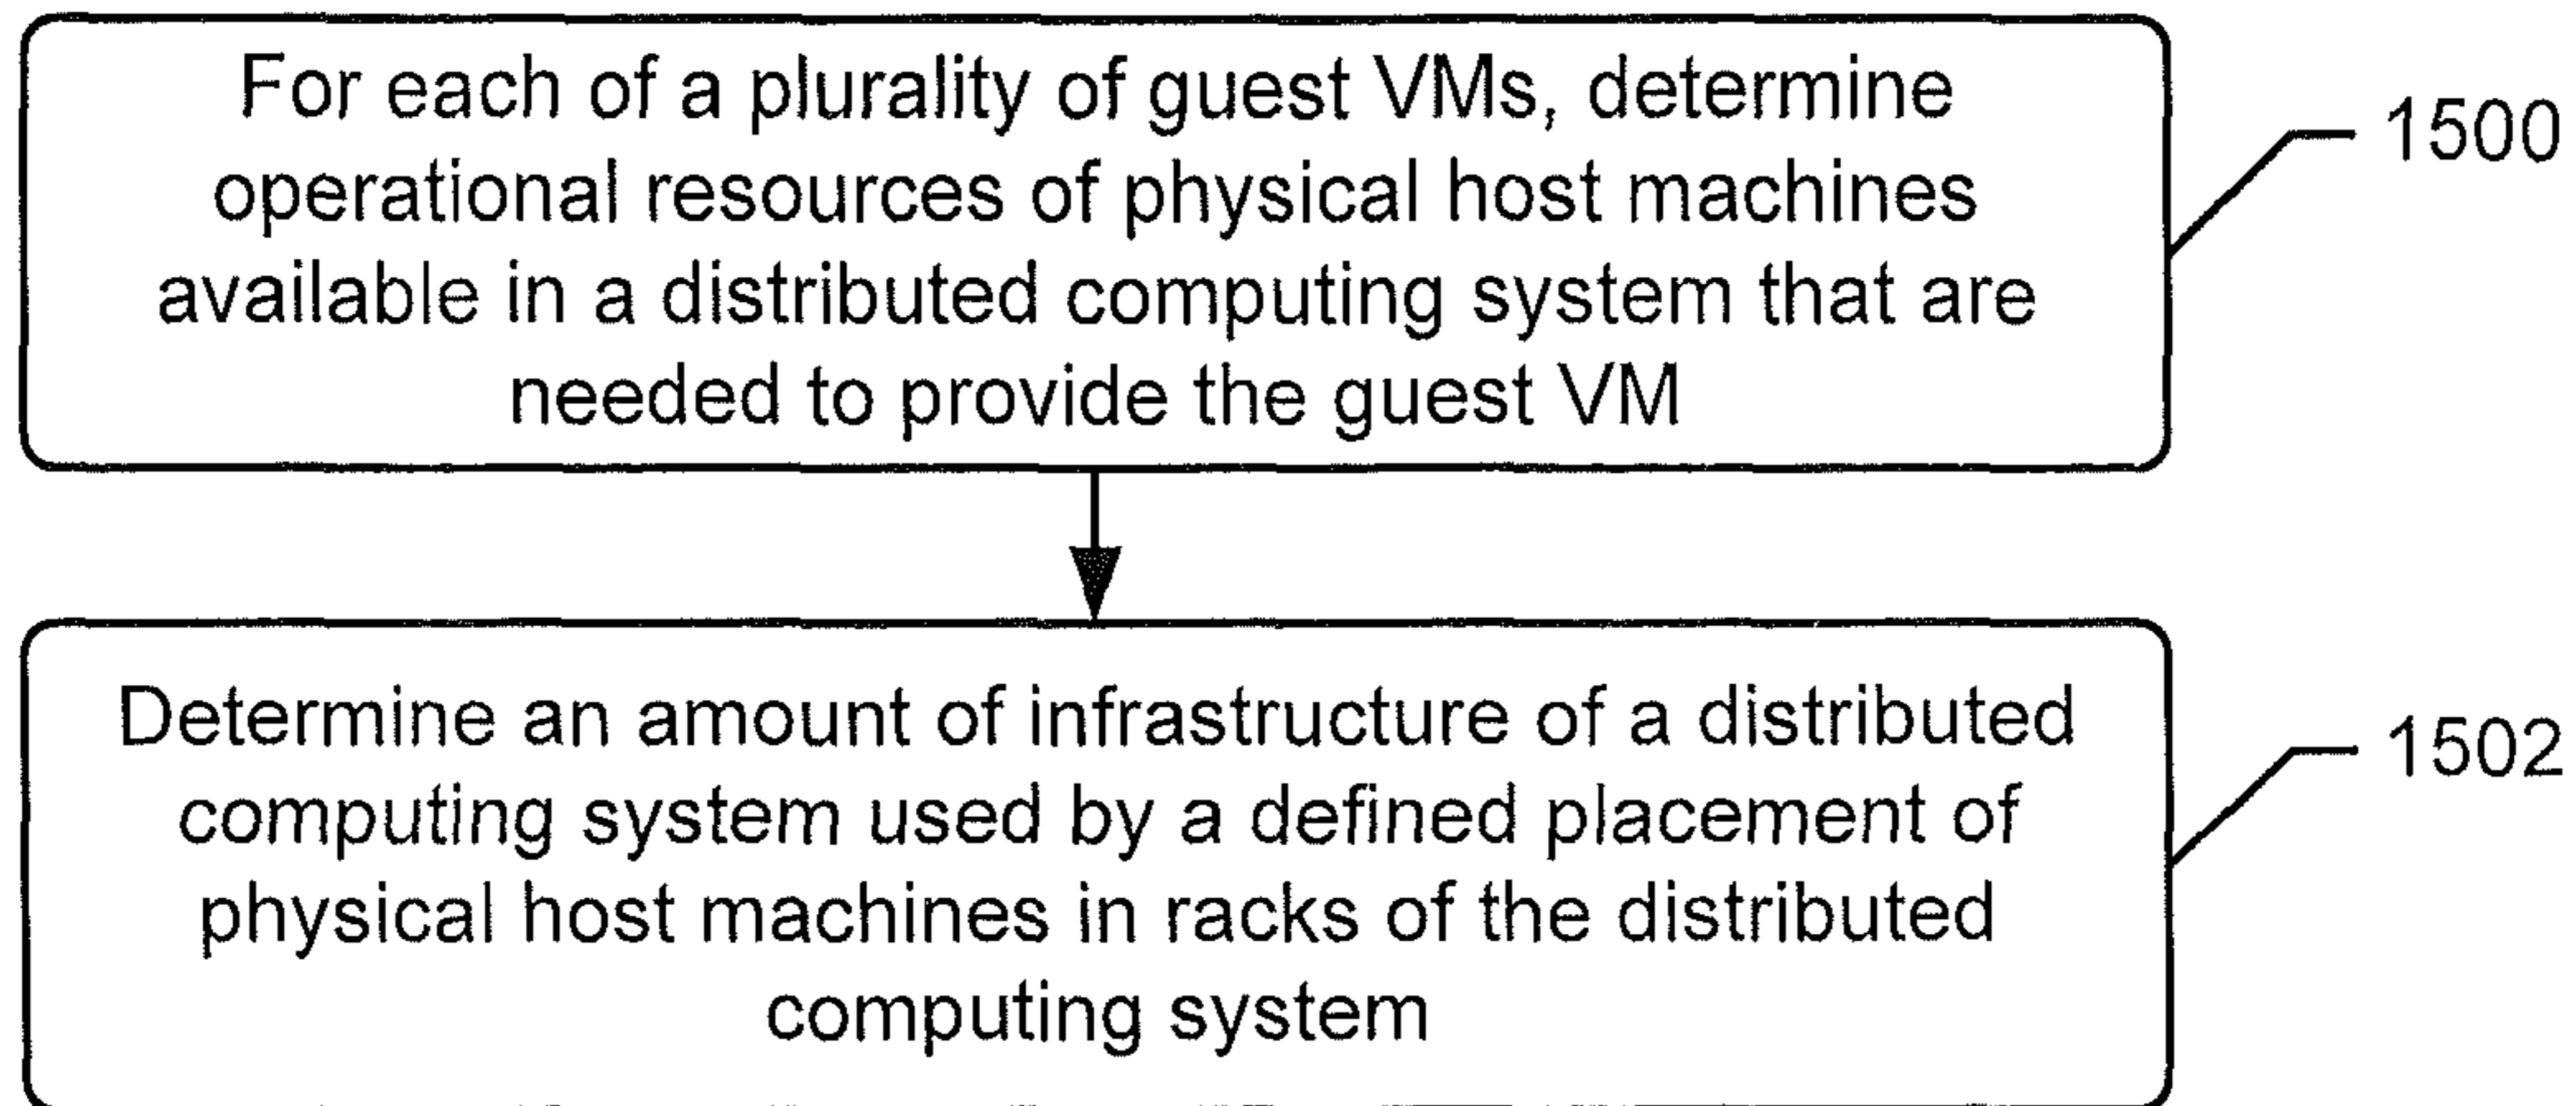 For each of a plurality of guest VMs, determine
operational resources of physical host machines
available in a distributed computing system that are
needed to provide the guest VM
1500
Determine an amount of infrastructure of a distributed
computing system used by a defined placement of
physical host machines in racks of the distributed
computing system
1502